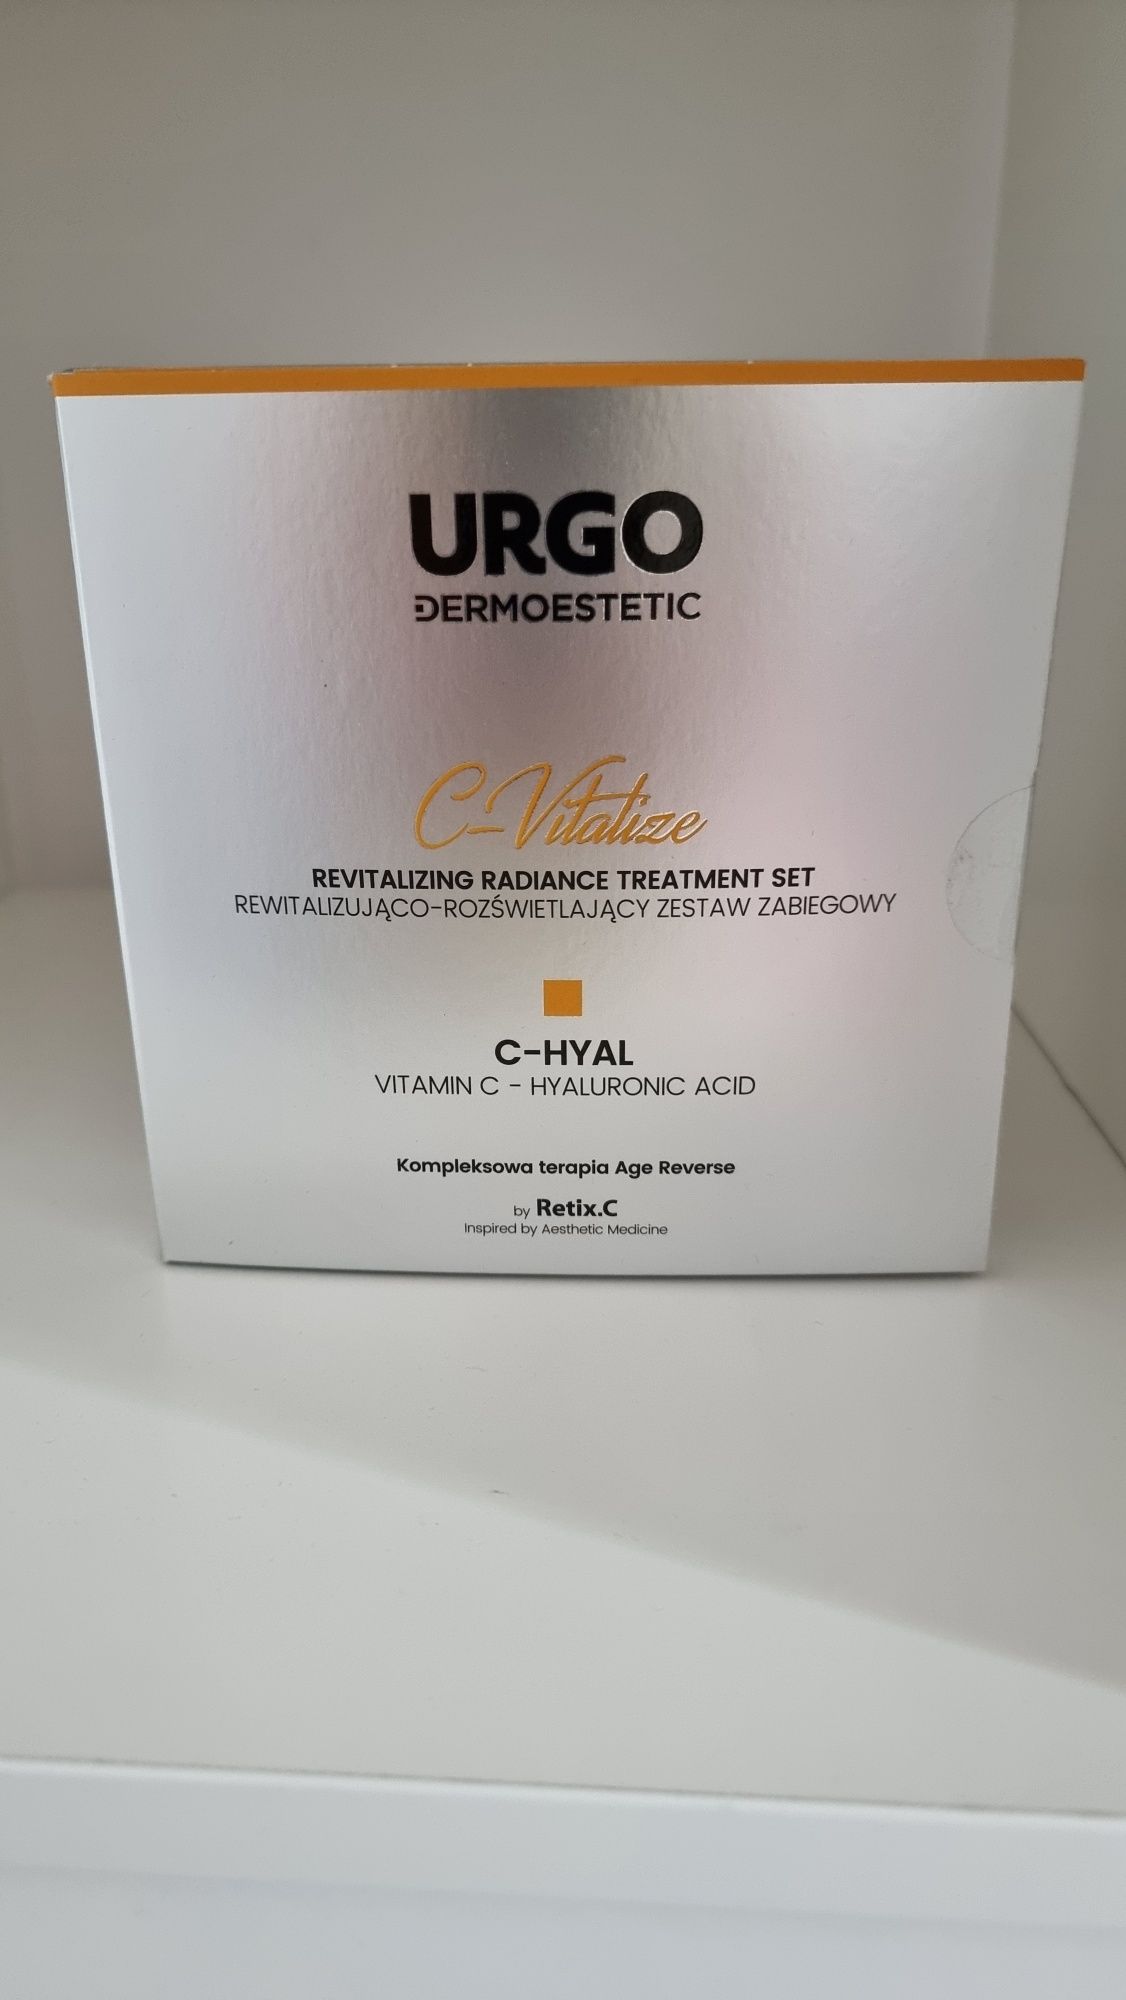 URGO
DERMOESTETIC
C-Vitalize
REVITALIZING RADIANCE TREATMENT SET
REWITALIZUJĄCO-ROZŚWIETLAJĄCY ZESTAW ZABIEGOWY
C-HYAL
VITAMIN C - HYALURONIC ACID
Kompleksowa terapia Age Reverse
by Retix.C
Inspired by Aesthetic Medicine